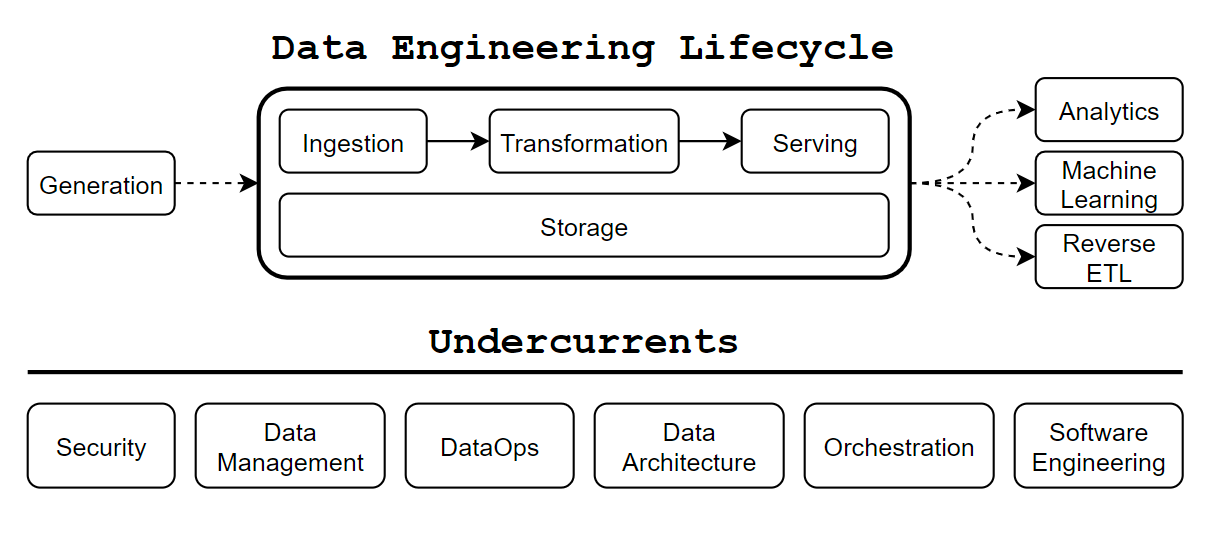 Data Engineering Lifecycle
Generation
Ingestion
Transformation
Serving
Storage
Analytics
Machine
Learning
Reverse
ETL
Undercurrents
Security
Data
Management
DataOps
Data
Architecture
Orchestration
Software
Engineering